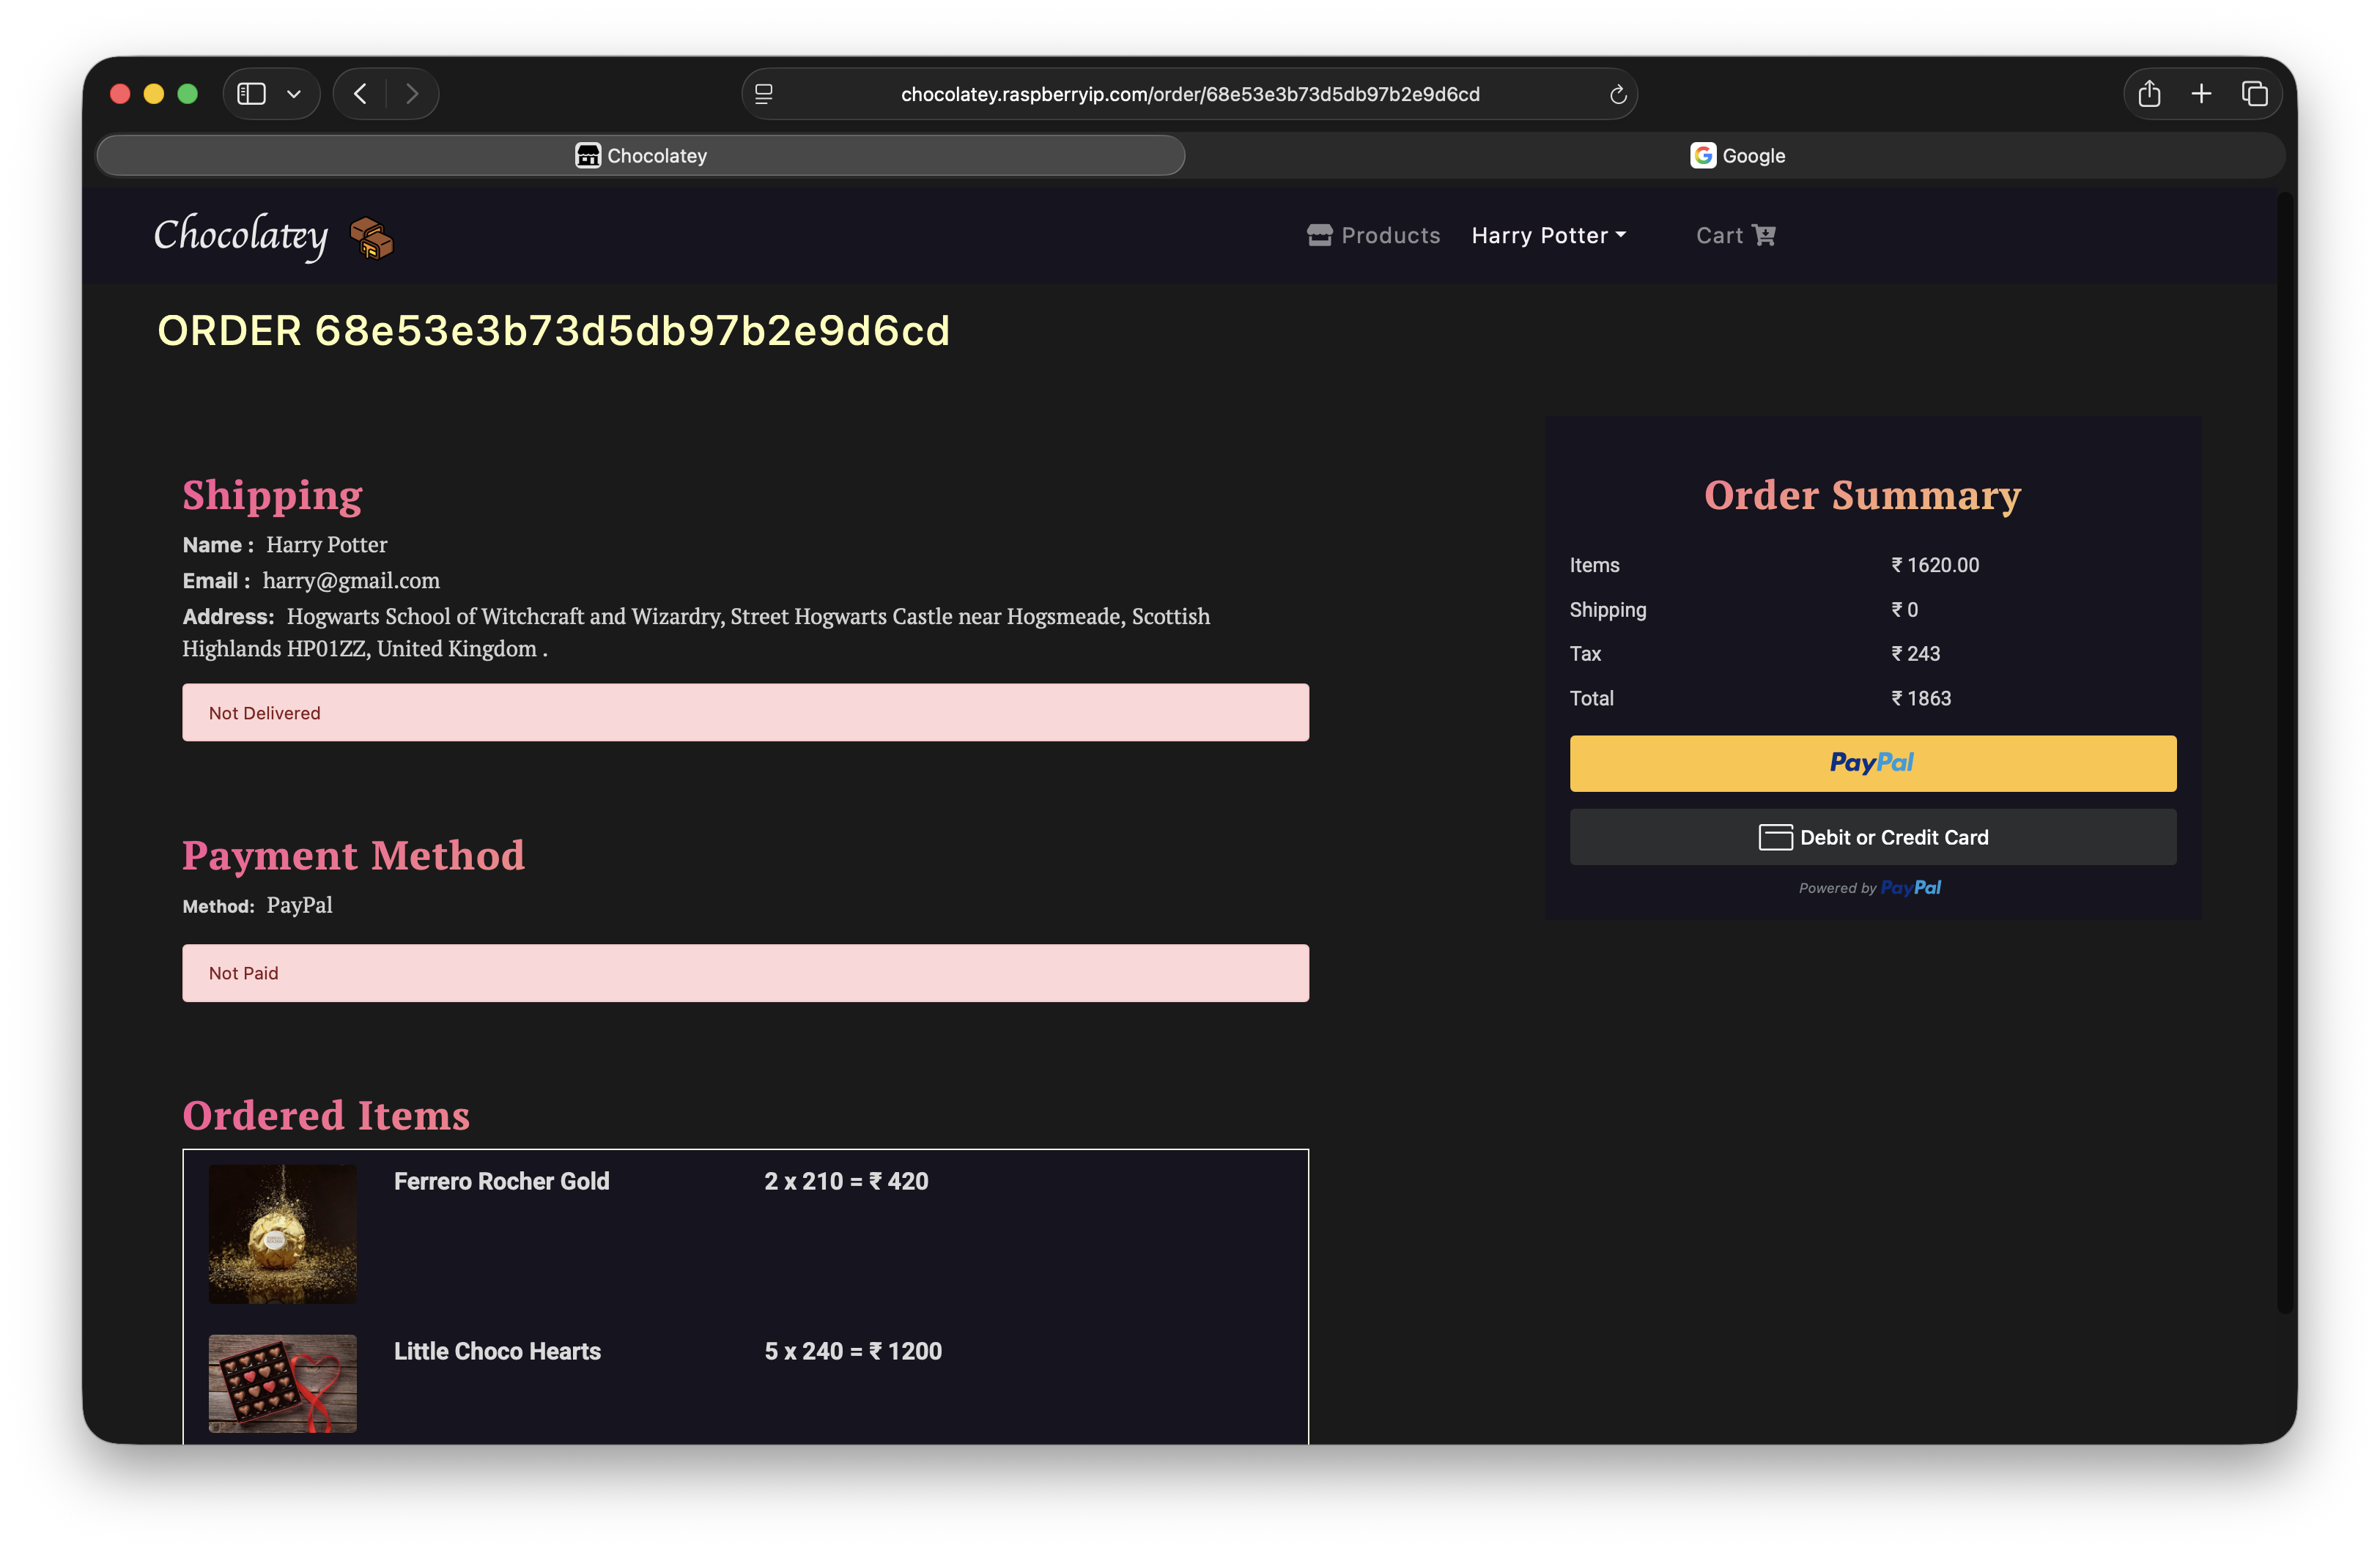 chocolatey.raspberryip.com/order/68e53e3b73d5db97b2e9d6cd
Chocolatey
Google
Chocolatey
Products
Harry Potter
Cart
ORDER 68e53e3b73d5db97b2e9d6cd
Shipping
Name : Harry Potter
Email : harry@gmail.com
Address: Hogwarts School of Witchcraft and Wizardry, Street Hogwarts Castle near Hogsmeade, Scottish
Highlands HP01ZZ, United Kingdom .
Not Delivered
Payment Method
Method: PayPal
Not Paid
Ordered Items
Ferrero Rocher Gold 2 x 210 = ₹ 420
Little Choco Hearts 5 x 240 = ₹ 1200
Order Summary
Items ₹ 1620.00
Shipping ₹ 0
Tax ₹ 243
Total ₹ 1863
PayPal
Debit or Credit Card
Powered by PayPal